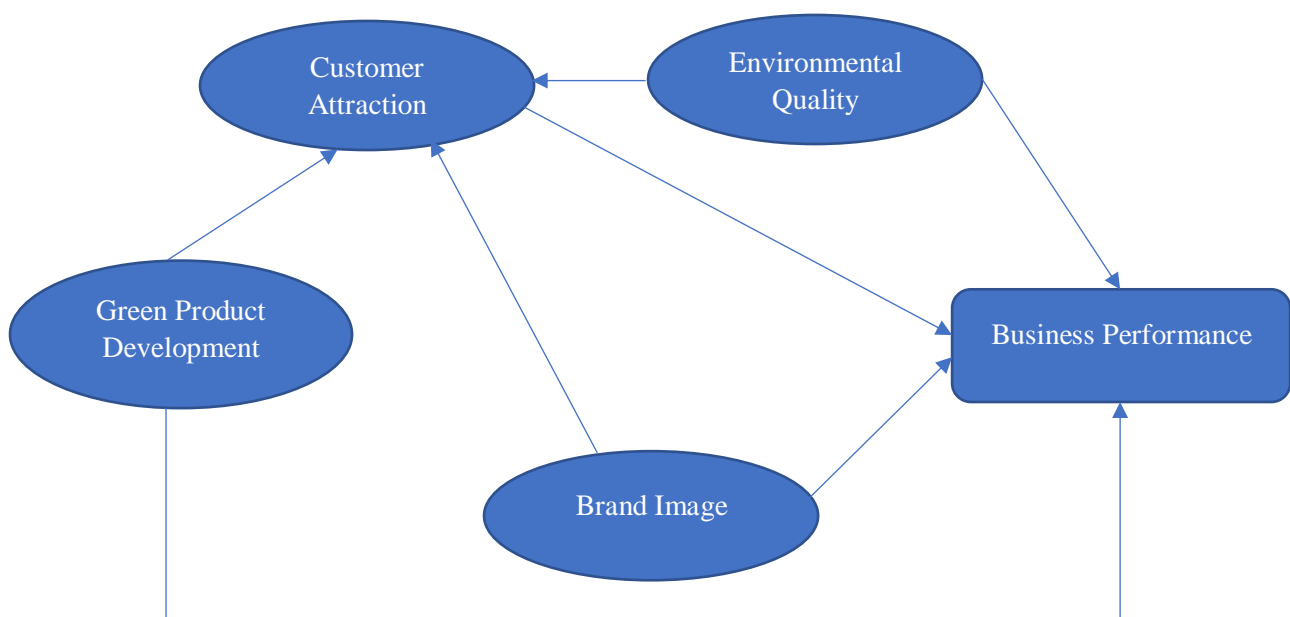 Customer
Attraction
Environmental
Quality
Green Product
Development
Business Performance
Brand Image